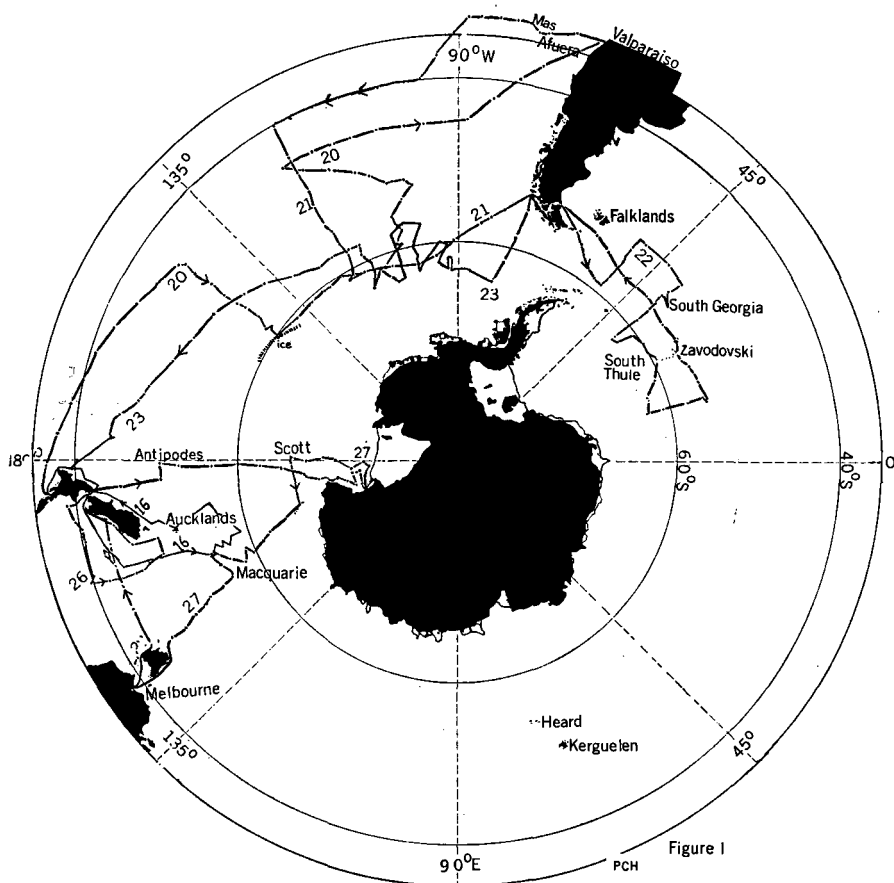 Mas
Afuera
Valparaiso
90°W
135°
45°
20
21
21
Falklands
22
23
20
South Georgia
ice
Zavodovski
South
Thule
23
Antipodes
Scott
27
18°
0
60°S
40°S
16
Aucklands
16
Macquarie
26
27
Melbourne
135°
Heard
Kerguelen
45°
90°E
PCH
Figure 1